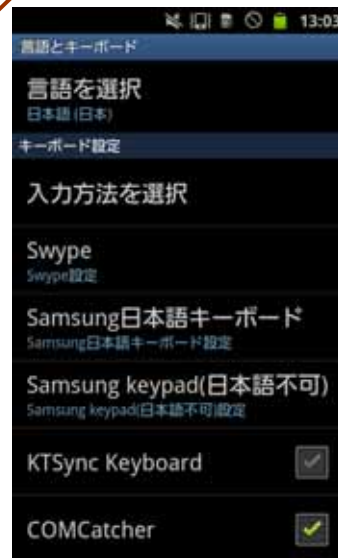 13:03
言語とキーボード
言語を選択
日本語 (日本)
キーボード設定
入力方法を選択
Swype
Swype設定
Samsung日本語キーボード
Samsung日本語キーボード設定
Samsung keypad(日本語不可)
Samsung keypad(日本語不可)設定
KTSync Keyboard
COMCatcher